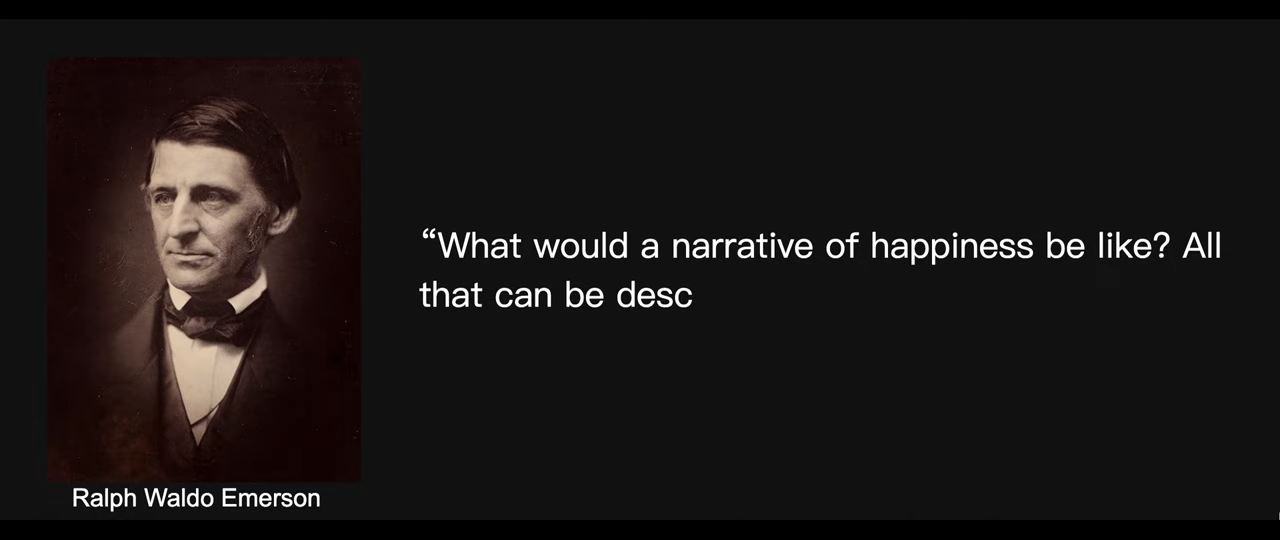 “What would a narrative of happiness be like? All
that can be desc
Ralph Waldo Emerson